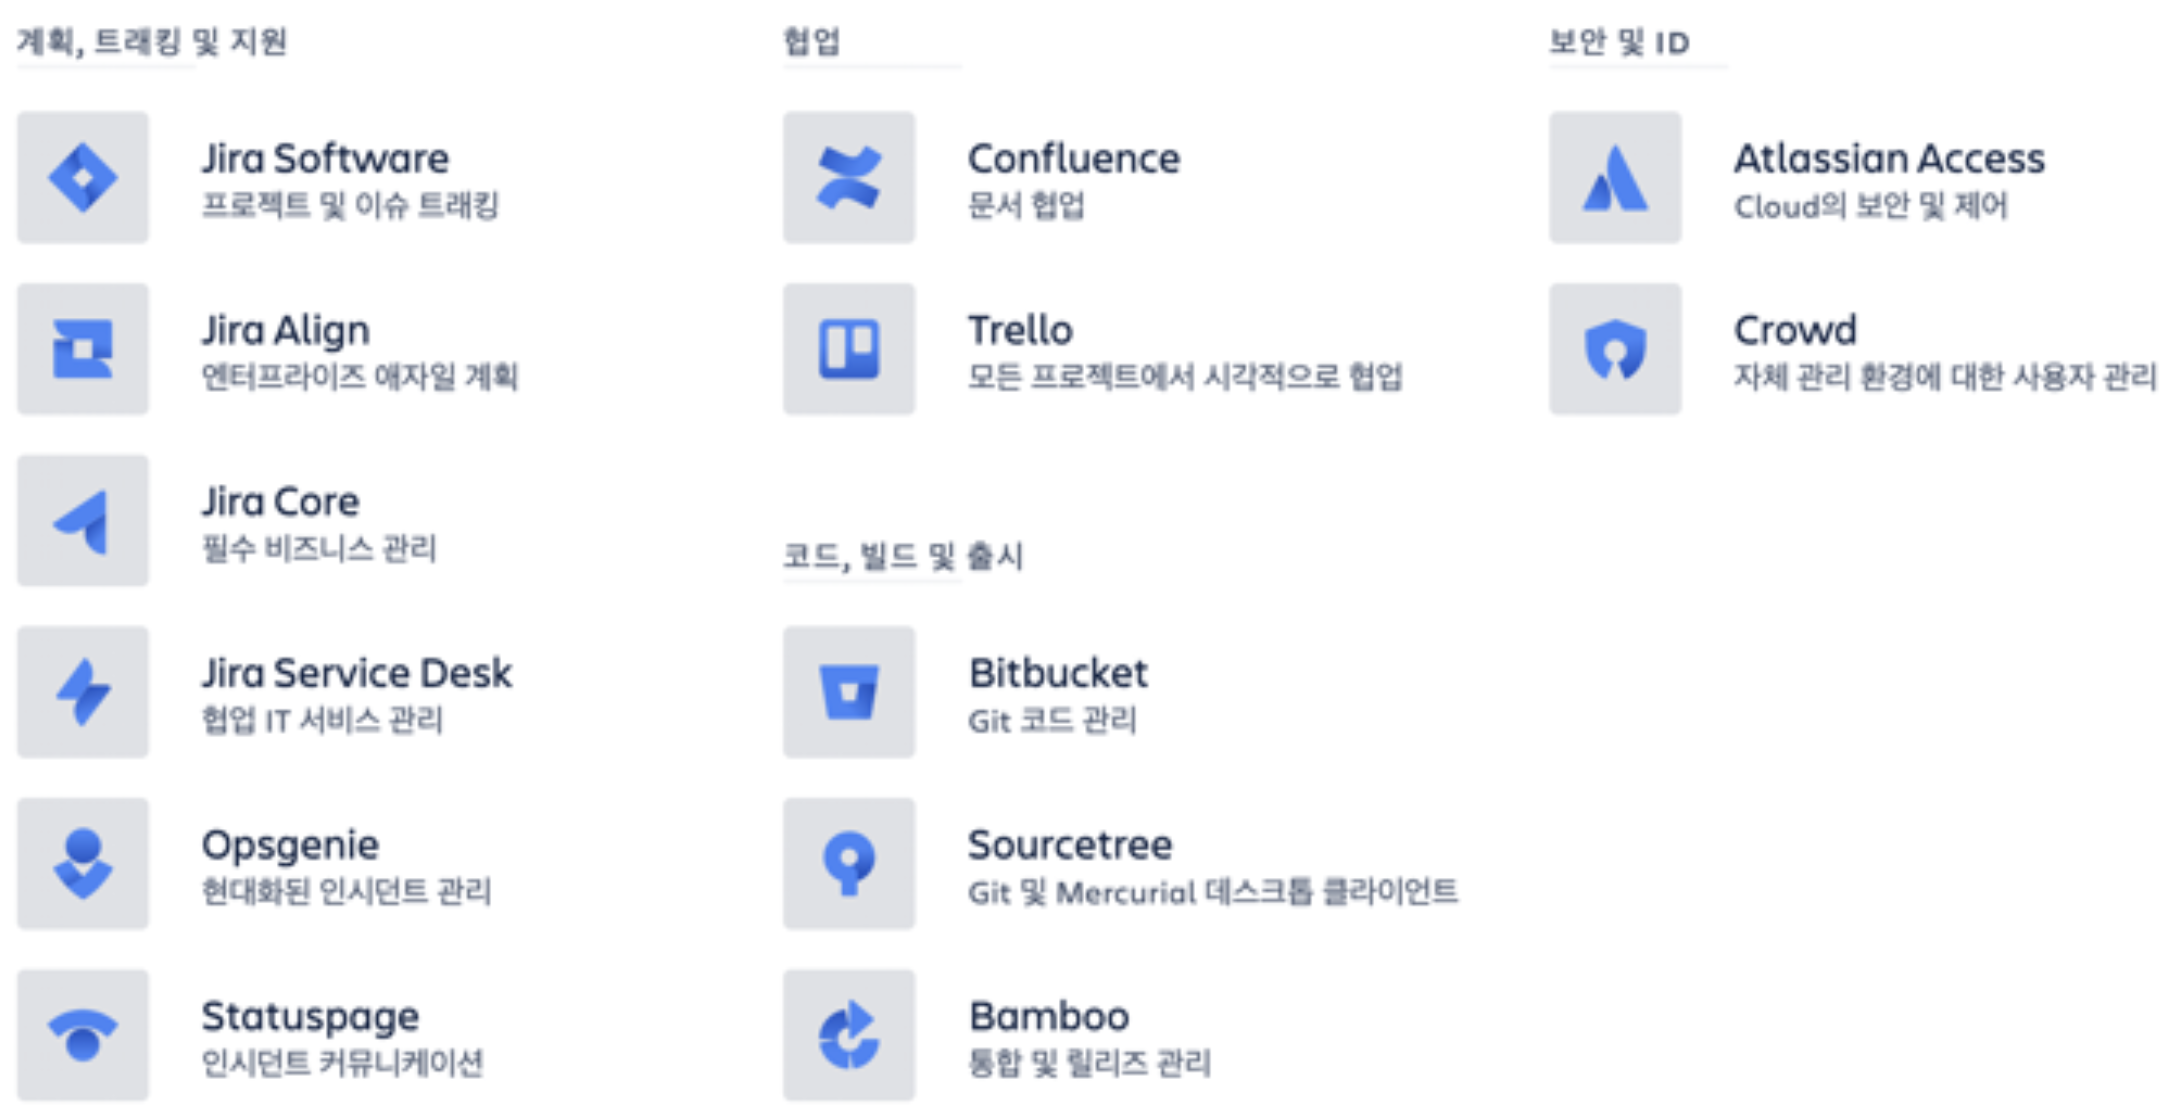 계획, 트래킹 및 지원
Jira Software
프로젝트 및 이슈 트래킹
Jira Align
엔터프라이즈 애자일 계획
Jira Core
필수 비즈니스 관리
Jira Service Desk
협업 IT 서비스 관리
Opsgenie
현대화된 인시던트 관리
Statuspage
인시던트 커뮤니케이션
협업
Confluence
문서 협업
Trello
모든 프로젝트에서 시각적으로 협업
코드, 빌드 및 출시
Bitbucket
Git 코드 관리
Sourcetree
Git 및 Mercurial 데스크톱 클라이언트
Bamboo
통합 및 릴리즈 관리
보안 및 ID
Atlassian Access
Cloud의 보안 및 제어
Crowd
자체 관리 환경에 대한 사용자 관리